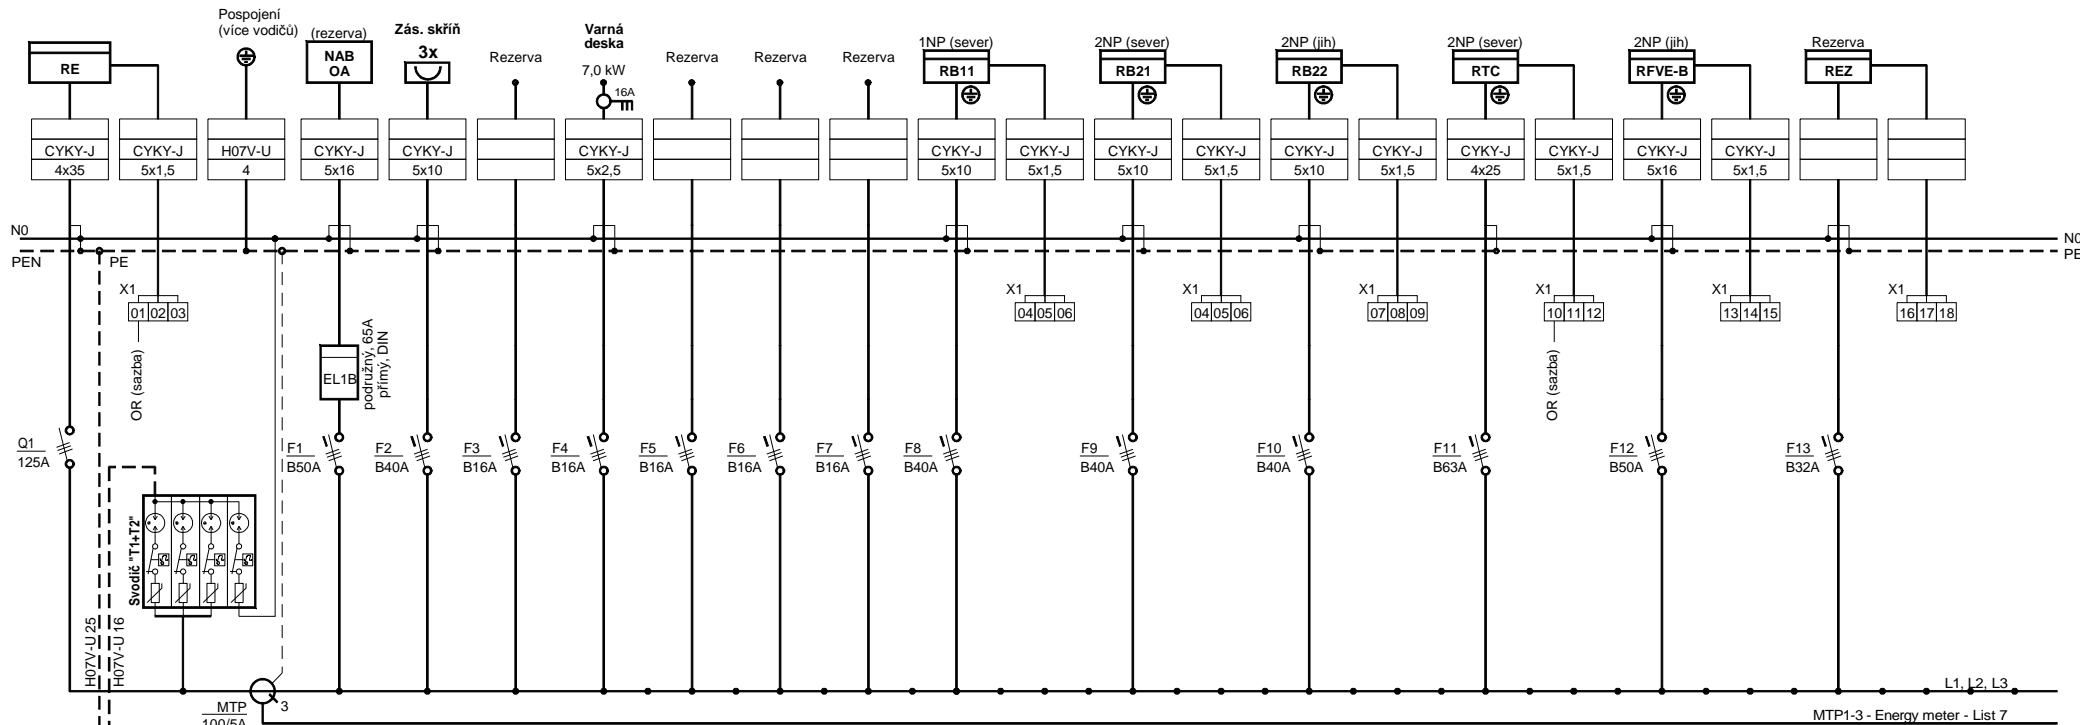 Pospojení
(více vodičů)
(rezerva)
Zás. skříň
3x
Varná
deska
7,0 kW
16A
Rezerva
Rezerva
Rezerva
Rezerva
1NP (sever)
2NP (sever)
2NP (jih)
2NP (sever)
2NP (jih)
Rezerva
RE
NAB
OA
RB11
RB21
RB22
RTC
RFVE-B
REZ
CYKY-J
4x35
CYKY-J
5x1,5
H07V-U
4
CYKY-J
5x16
CYKY-J
5x10
CYKY-J
5x2,5
CYKY-J
5x10
CYKY-J
5x1,5
CYKY-J
5x10
CYKY-J
5x1,5
CYKY-J
5x10
CYKY-J
5x1,5
CYKY-J
4x25
CYKY-J
5x1,5
CYKY-J
5x16
CYKY-J
5x1,5
N0
PEN
PE
N0
PE
X1
01 02 03
X1
04 05 06
X1
04 05 06
X1
07 08 09
X1
10 11 12
X1
13 14 15
X1
16 17 18
OR (sazba)
OR (sazba)
EL1B
podružný, 65A
přímý, DIN
Q1
125A
F1
B50A
F2
B40A
F3
B16A
F4
B16A
F5
B16A
F6
B16A
F7
B16A
F8
B40A
F9
B40A
F10
B40A
F11
B63A
F12
B50A
F13
B32A
Svodič "T1+T2"
H07V-U 25
H07V-U 16
MTP
100/5A
3
L1, L2, L3
MTP1-3 - Energy meter - List 7